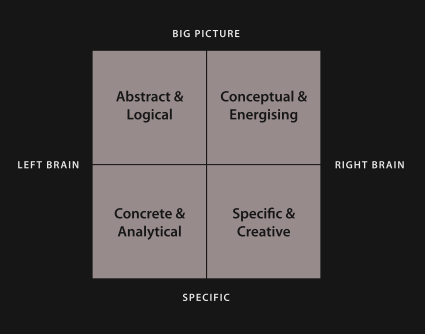 BIG PICTURE
Abstract &
Logical
Conceptual &
Energising
LEFT BRAIN
RIGHT BRAIN
Concrete &
Analytical
Specific &
Creative
SPECIFIC